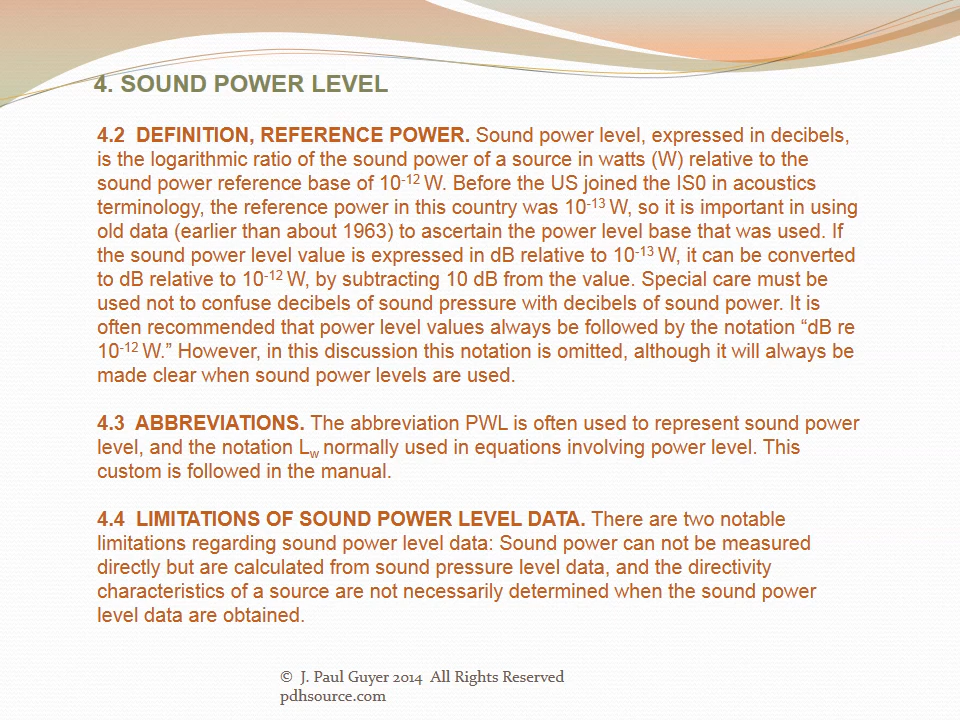 4. SOUND POWER LEVEL
4.2 DEFINITION, REFERENCE POWER. Sound power level, expressed in decibels,
is the logarithmic ratio of the sound power of a source in watts (W) relative to the
sound power reference base of 10⁻¹² W. Before the US joined the IS0 in acoustics
terminology, the reference power in this country was 10⁻¹³ W, so it is important in using
old data (earlier than about 1963) to ascertain the power level base that was used. If
the sound power level value is expressed in dB relative to 10⁻¹³ W, it can be converted
to dB relative to 10⁻¹² W, by subtracting 10 dB from the value. Special care must be
used not to confuse decibels of sound pressure with decibels of sound power. It is
often recommended that power level values always be followed by the notation “dB re
10⁻¹² W.” However, in this discussion this notation is omitted, although it will always be
made clear when sound power levels are used.
4.3 ABBREVIATIONS. The abbreviation PWL is often used to represent sound power
level, and the notation Lw normally used in equations involving power level. This
custom is followed in the manual.
4.4 LIMITATIONS OF SOUND POWER LEVEL DATA. There are two notable
limitations regarding sound power level data: Sound power can not be measured
directly but are calculated from sound pressure level data, and the directivity
characteristics of a source are not necessarily determined when the sound power
level data are obtained.
© J. Paul Guyer 2014 All Rights Reserved
pdhsource.com